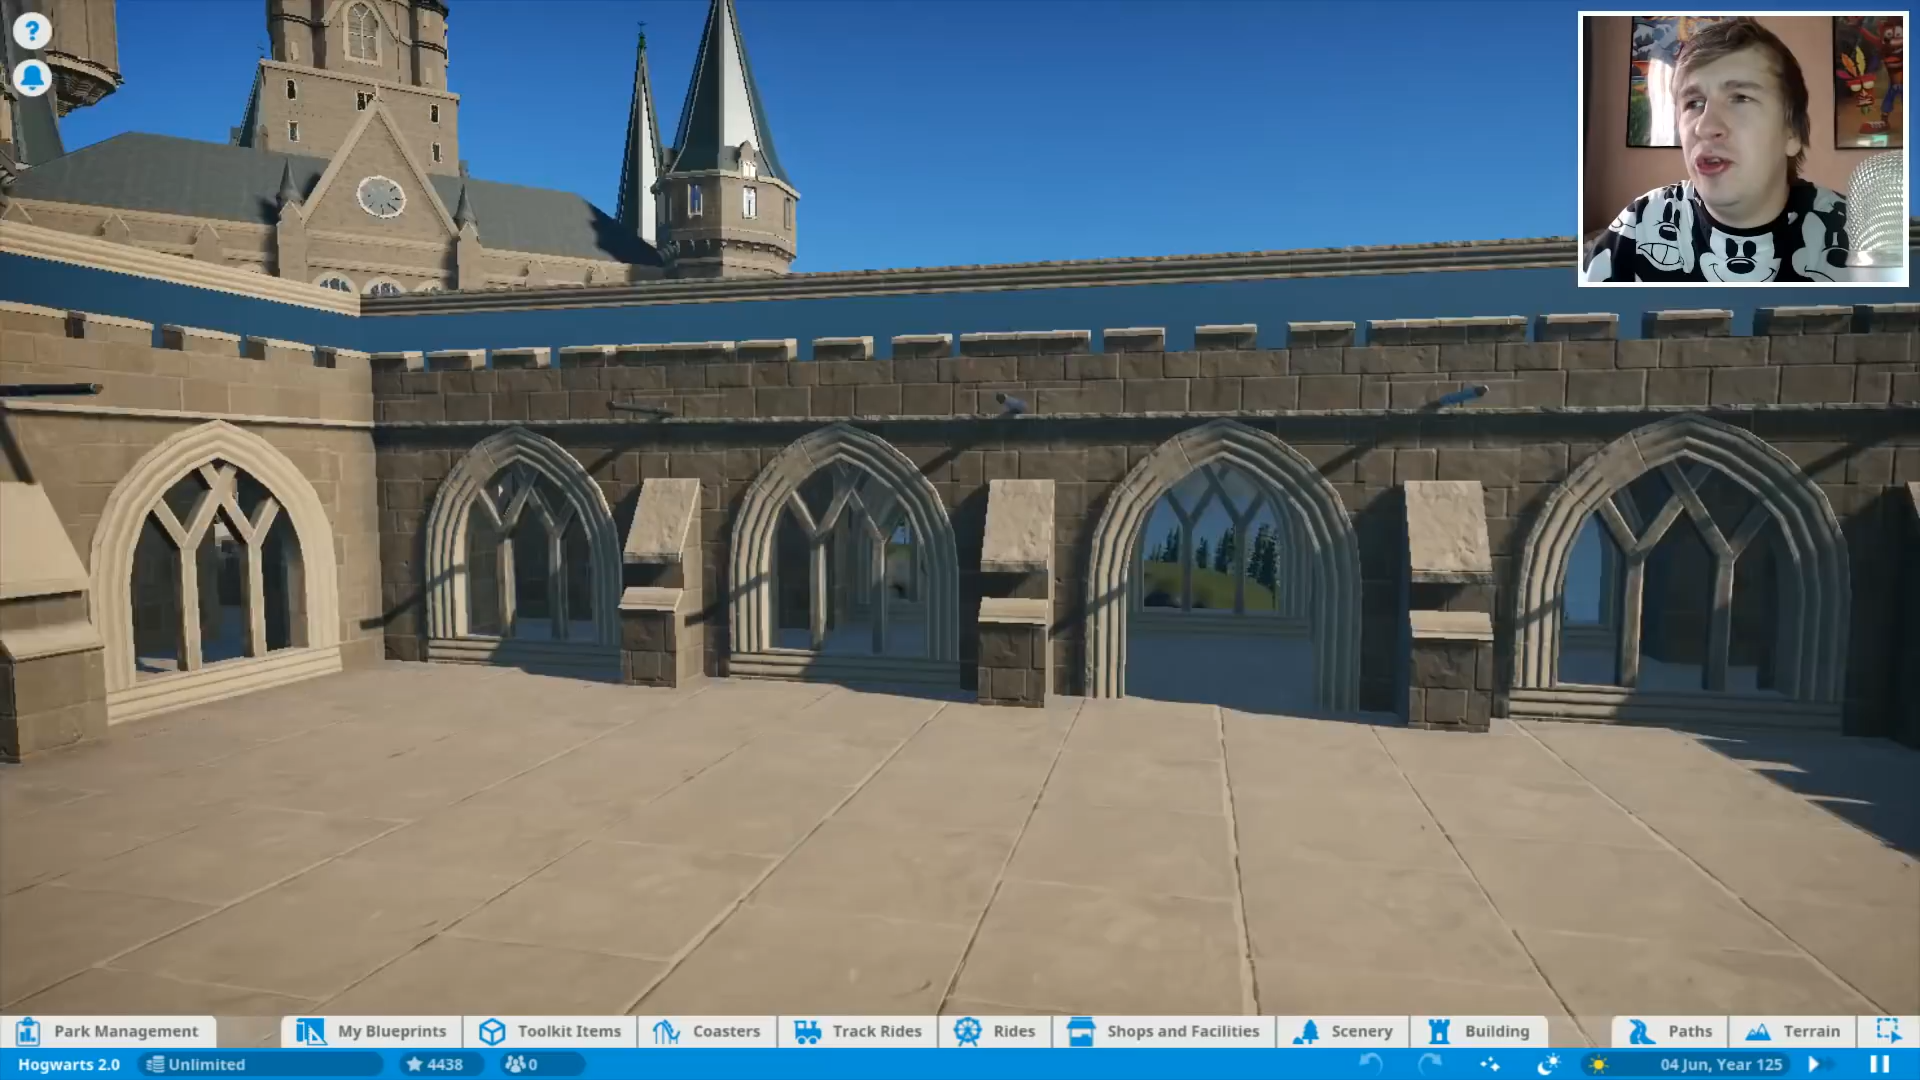 ?
Park Management
My Blueprints
Toolkit Items
Coasters
Track Rides
Rides
Shops and Facilities
Scenery
Building
Paths
Terrain
Hogwarts 2.0
Unlimited
4438
0
04 Jun, Year 125